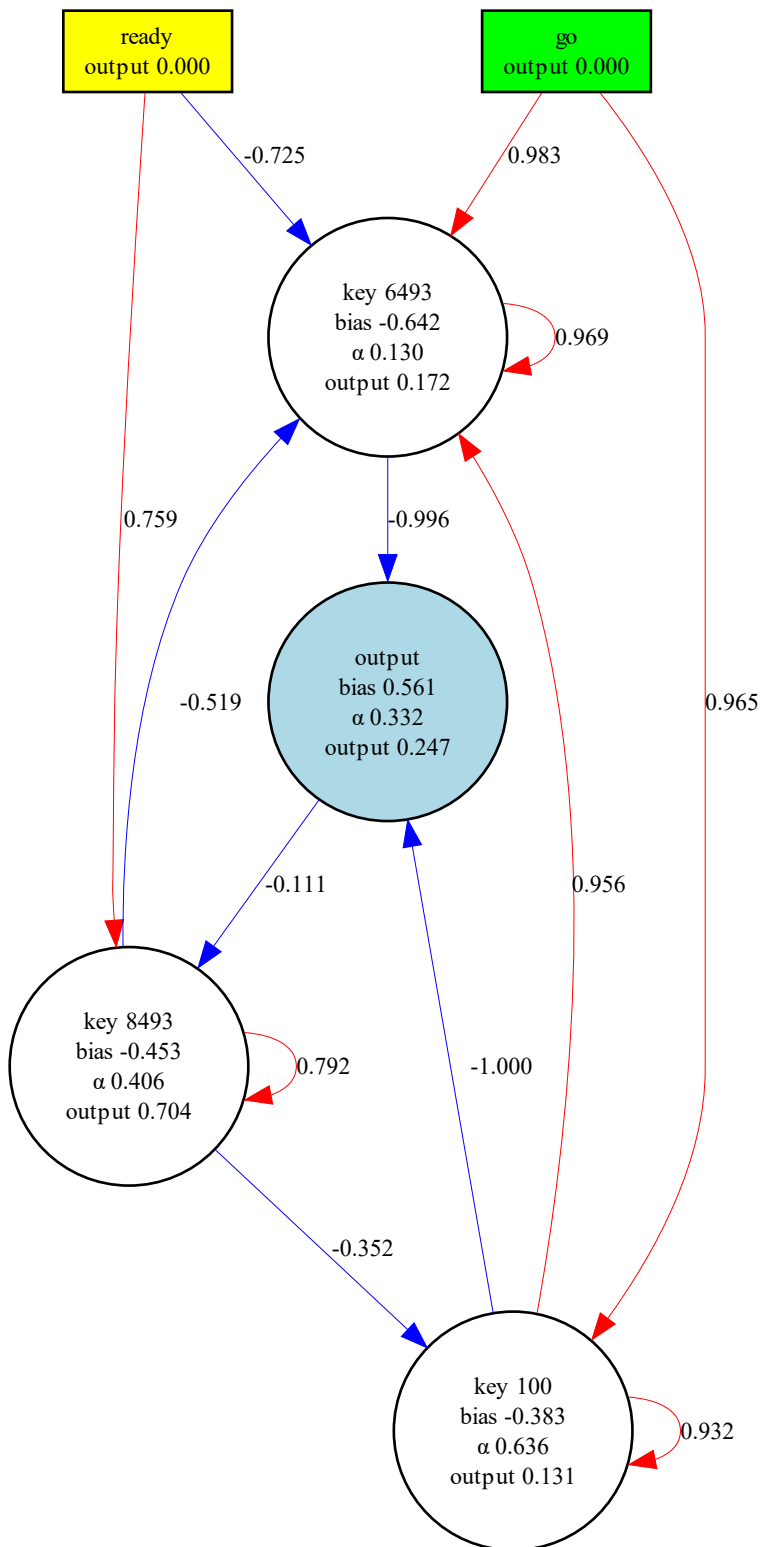 ready
output 0.000
go
output 0.000
-0.725
0.983
key 6493
bias -0.642
α 0.130
output 0.172
0.969
0.759
-0.996
output
bias 0.561
α 0.332
output 0.247
-0.519
0.965
-0.111
0.956
key 8493
bias -0.453
α 0.406
output 0.704
0.792
-1.000
-0.352
key 100
bias -0.383
α 0.636
output 0.131
0.932